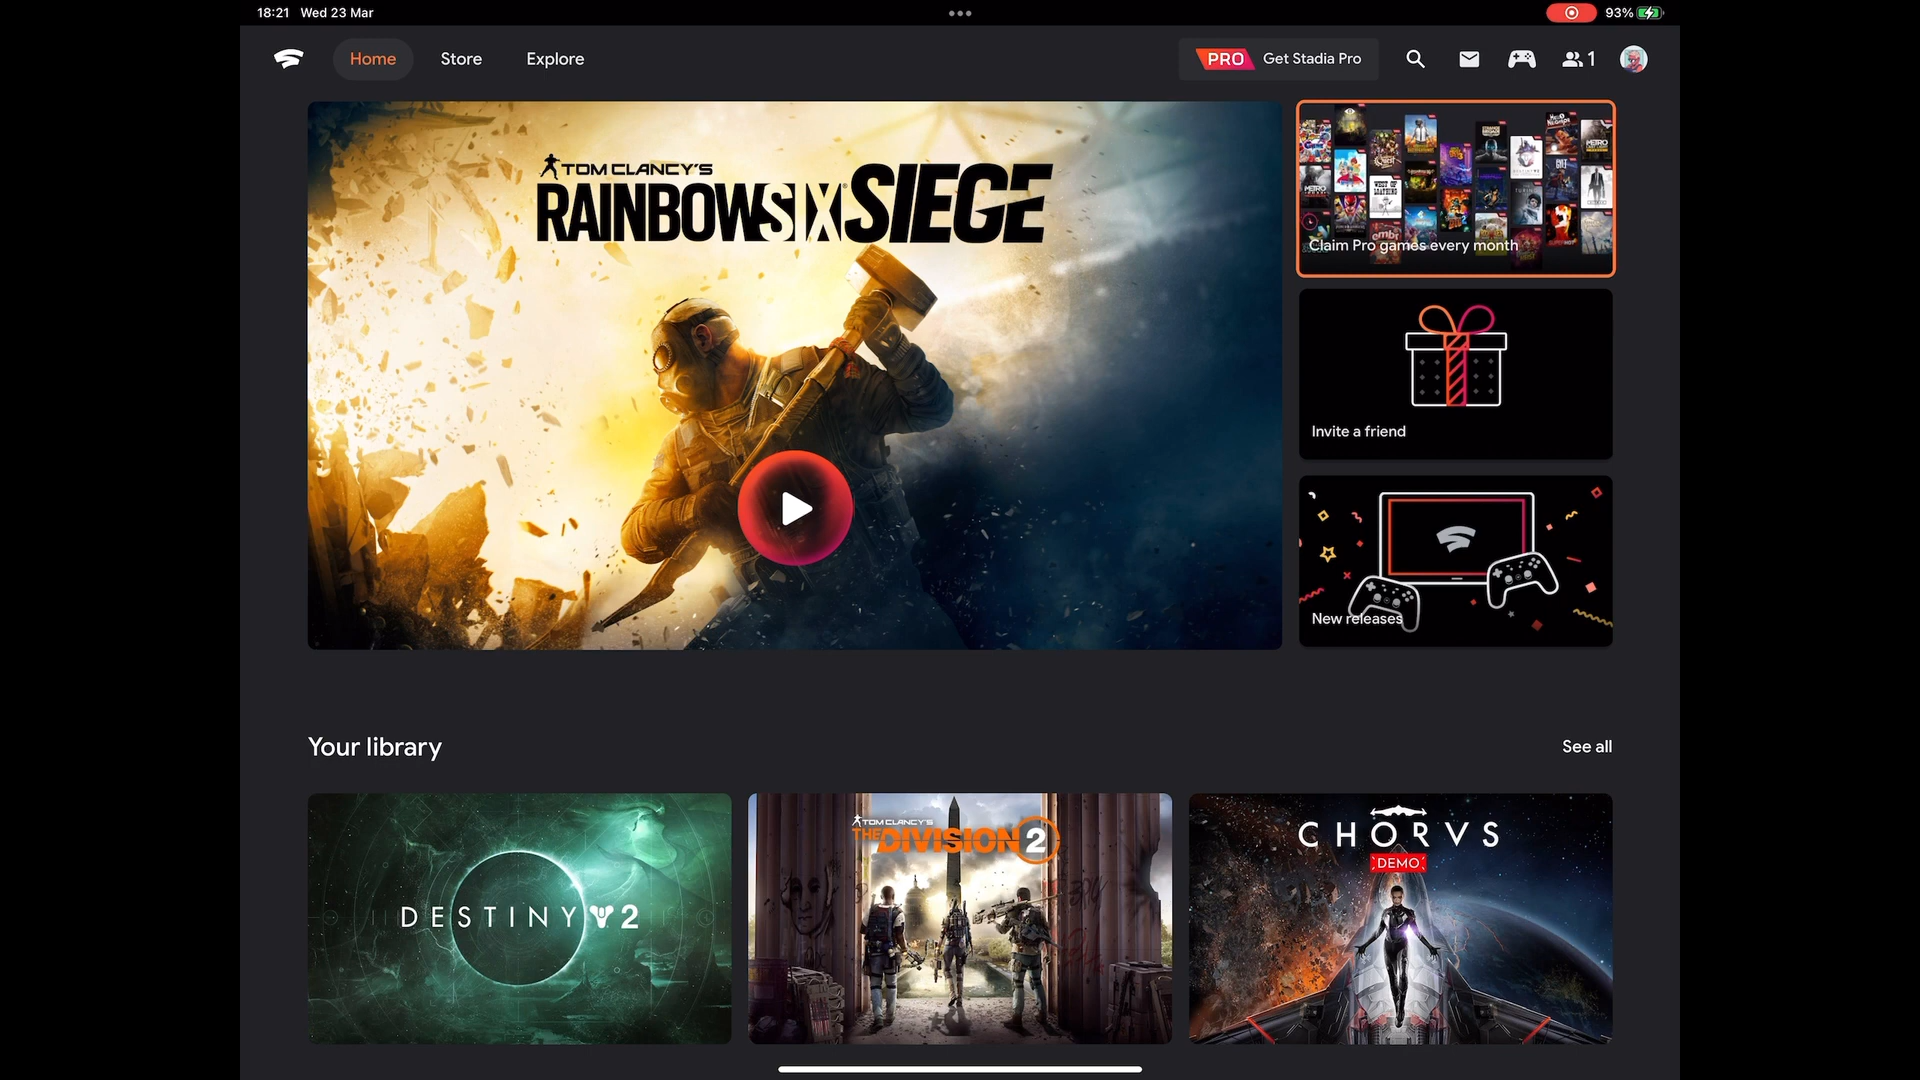 18:21 Wed 23 Mar
93%
Home Store Explore
PRO Get Stadia Pro
1
TOM CLANCY'S
RAINBOW SIX SIEGE
Claim Pro games every month
Invite a friend
New releases
Your library
See all
DESTINY 2
TOM CLANCY'S
THE DIVISION 2
CHORVS
DEMO